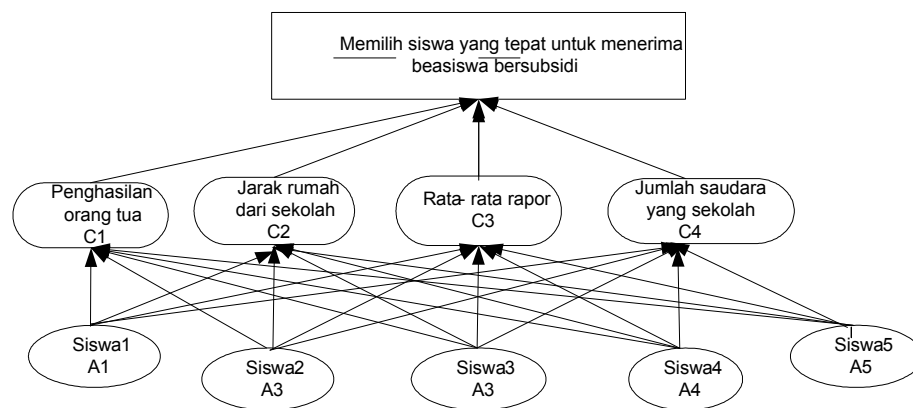 Memilih siswa yang tepat untuk menerima
beasiswa bersubsidi
Penghasilan
orang tua
C1
Jarak rumah
dari sekolah
C2
Rata- rata rapor
C3
Jumlah saudara
yang sekolah
C4
Siswa1
A1
Siswa2
A3
Siswa3
A3
Siswa4
A4
Siswa5
A5